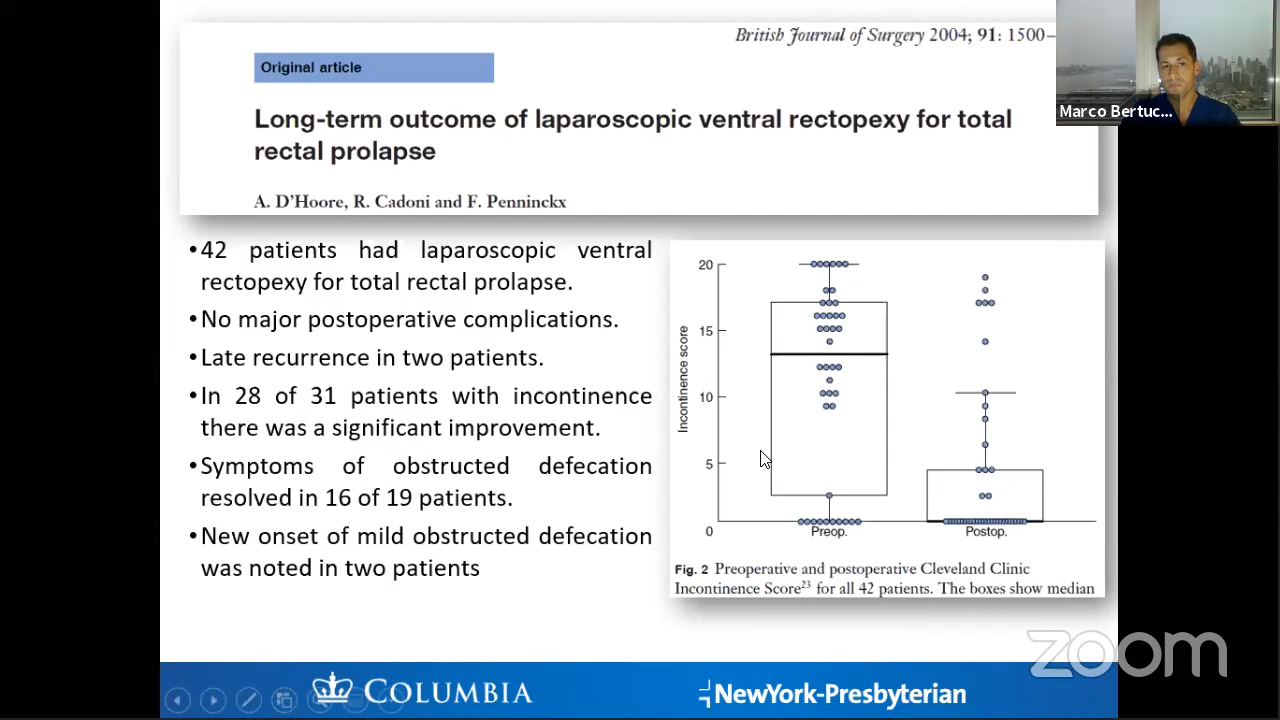 British Journal of Surgery 2004; 91: 1500–
Marco Bertuc...
Original article
Long-term outcome of laparoscopic ventral rectopexy for total
rectal prolapse
A. D'Hoore, R. Cadoni and F. Penninckx
•42 patients had laparoscopic ventral
rectopexy for total rectal prolapse.
•No major postoperative complications.
•Late recurrence in two patients.
•In 28 of 31 patients with incontinence
there was a significant improvement.
•Symptoms of obstructed defecation
resolved in 16 of 19 patients.
•New onset of mild obstructed defecation
was noted in two patients
Incontinence score
20
15
10
5
0
Preop.
Postop.
Fig. 2 Preoperative and postoperative Cleveland Clinic
Incontinence Score23 for all 42 patients. The boxes show median
zoom
COLUMBIA
NewYork-Presbyterian